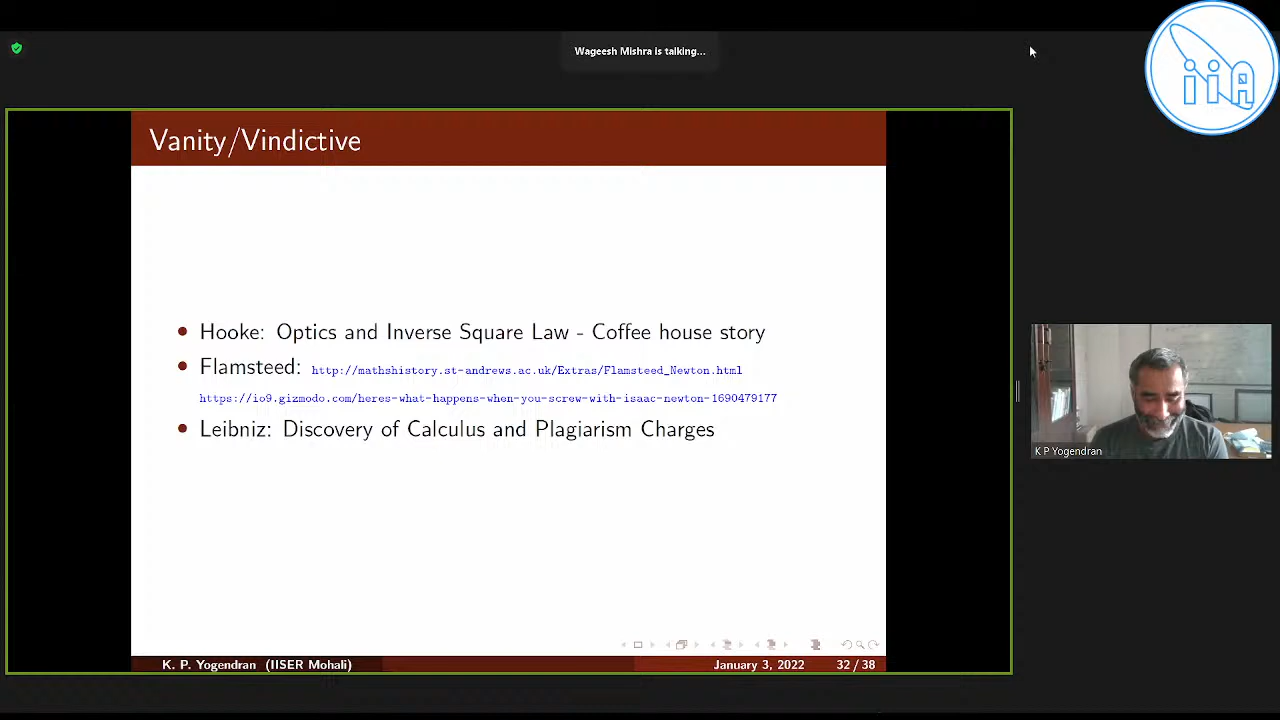 Wageesh Mishra is talking...
iiA
Vanity/Vindictive
Hooke: Optics and Inverse Square Law - Coffee house story
Flamsteed: http://mathshistory.st-andrews.ac.uk/Extras/Flamsteed_Newton.html
https://io9.gizmodo.com/heres-what-happens-when-you-screw-with-isaac-newton-1690479177
Leibniz: Discovery of Calculus and Plagiarism Charges
K P Yogendran
K. P. Yogendran (IISER Mohali)
January 3, 2022
32 / 38